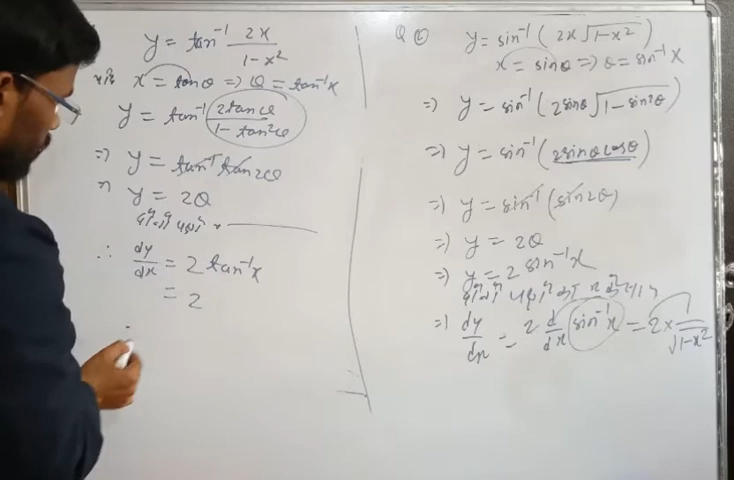 y = tan⁻¹ 2x / 1-x²
x = tanθ => θ = tan⁻¹x
y = tan⁻¹ 2tanθ / 1-tan²θ
=> y = tan⁻¹ tan2θ
=> y = 2θ
∴ dy/dx = 2 tan⁻¹x
= 2
Q ② y = sin⁻¹ ( 2x √1-x² )
x = sinθ => θ = sin⁻¹x
=> y = sin⁻¹ ( 2sinθ √1-sin²θ )
=> y = sin⁻¹ ( 2sinθ cosθ )
=> y = sin⁻¹ (sin2θ)
=> y = 2θ
=> y = 2 sin⁻¹x
=> dy/dx = 2 d/dx sin⁻¹x = 2 × 1/√1-x²